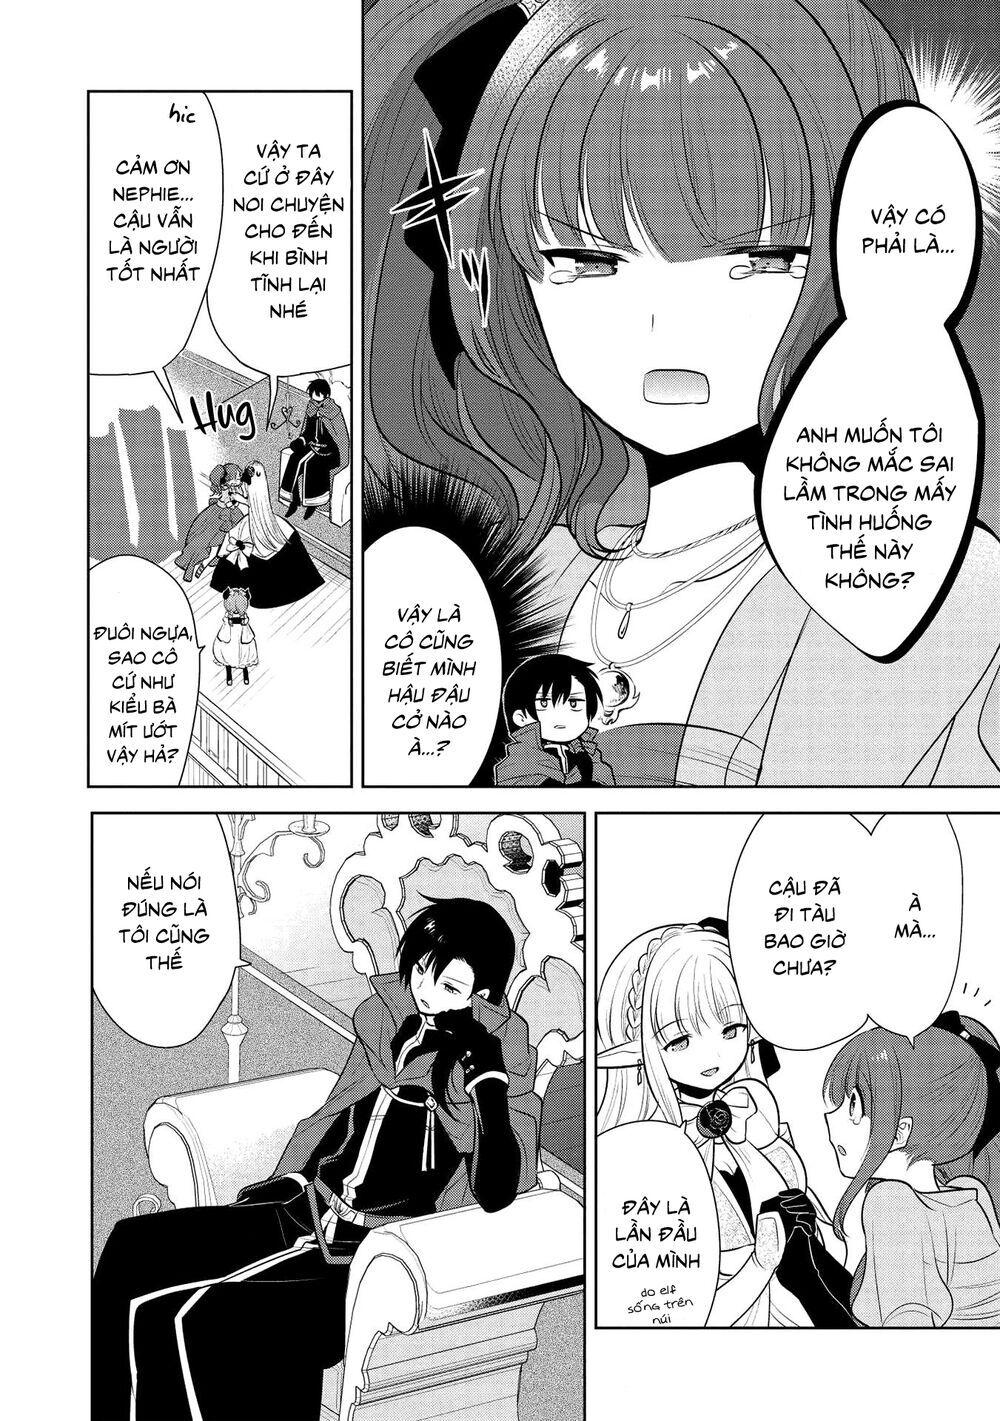 VẬY CÓ
PHẢI LÀ...
ANH MUỐN TÔI
KHÔNG MẮC SAI
LẦM TRONG MẤY
TÌNH HUỐNG
THẾ NÀY
KHÔNG?
VẬY LÀ
CÔ CŨNG
BIẾT MÌNH
HẬU ĐẬU
CỞ NÀO
À...?
VẬY TA
CỨ Ở ĐÂY
NOI CHUYỆN
CHO ĐẾN
KHI BÌNH
TĨNH LẠI
NHÉ
hic
CẢM ƠN
NEPHIE...
CẬU VẪN
LÀ NGƯỜI
TỐT NHẤT
Hug
ĐUÔI NGỰA,
SAO CÔ
CỨ NHƯ
KIỂU BÀ
MÍT ƯỚT
VẬY HẢ?
À
MÀ...
CẬU ĐÃ
ĐI TÀU
BAO GIỜ
CHƯA?
ĐÂY LÀ
LẦN ĐẦU
CỦA MÌNH
do elf
sống trên
núi
NẾU NÓI
ĐÚNG LÀ
TÔI CŨNG
THẾ